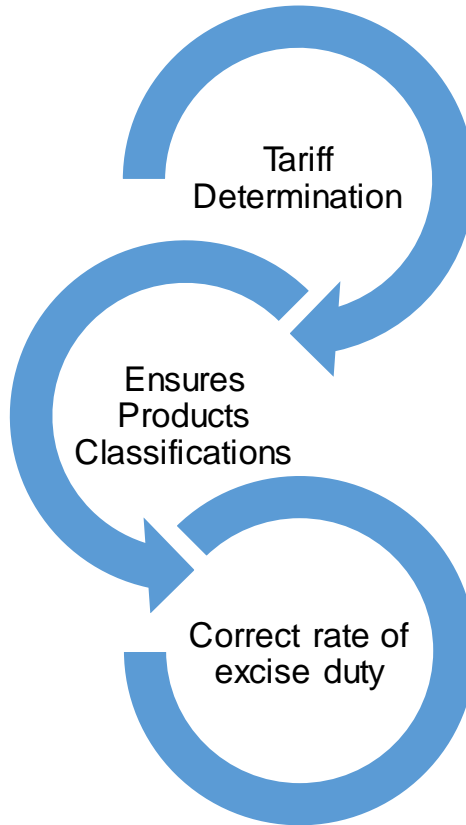 Tariff
Determination
Ensures
Products
Classifications
Correct rate of
excise duty